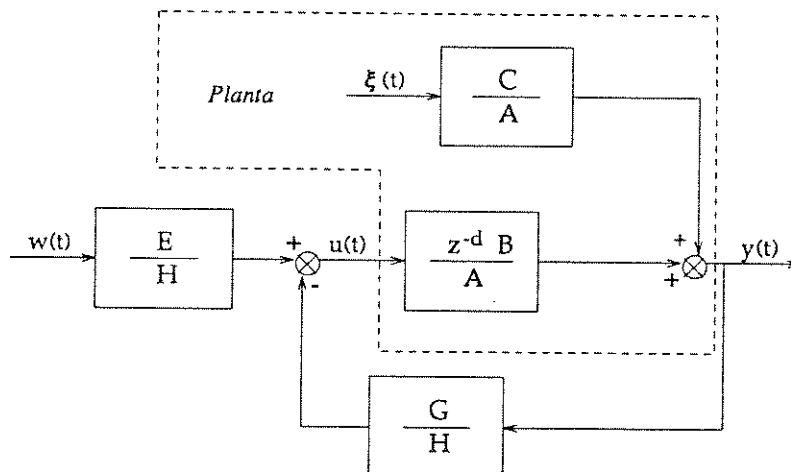 C
A
ξ(t)
Planta
w(t)
E
H
+
-
u(t)
z⁻ᵈ B
A
+
+
y(t)
G
H